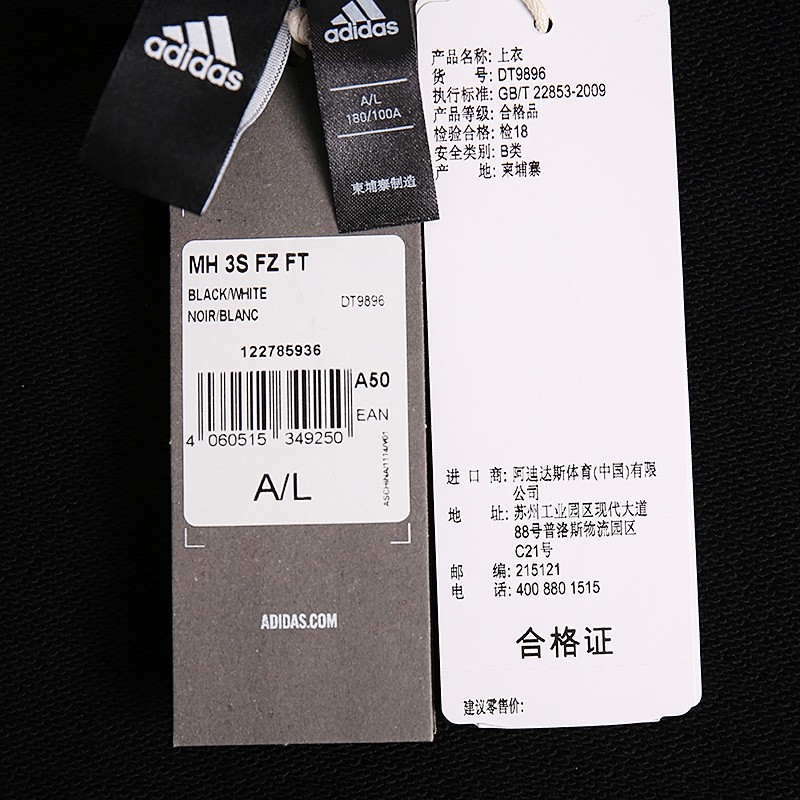 adidas
adidas
A/L
180/100A
柬埔寨制造
MH 3S FZ FT
BLACK/WHITE
DT9896
NOIR/BLANC
122785936
A50
EAN
4 060515 349250
A/L
ADIDAS.COM
产品名称: 上衣
货 号: DT9896
执行标准: GB/T 22853-2009
产品等级: 合格品
检验合格: 检18
安全类别: B类
产 地: 柬埔寨
进 口 商: 阿迪达斯体育(中国)有限
公司
地 址: 苏州工业园区现代大道
88号普洛斯物流园区
C21号
邮 编: 215121
电 话: 400 880 1515
合格证
建议零售价: